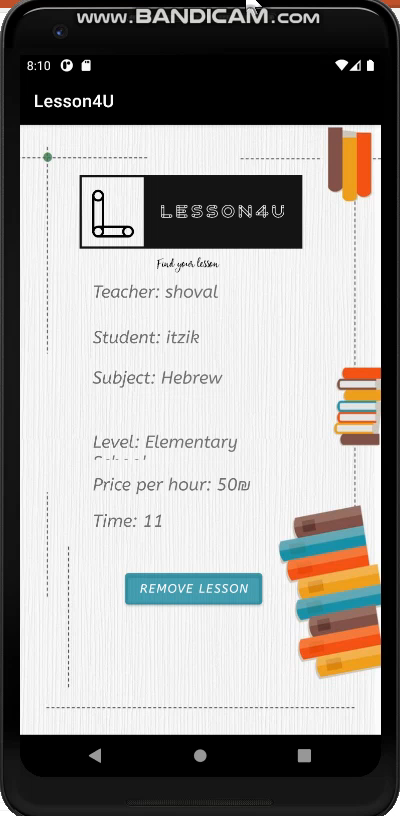 www.BANDICAM.com
8:10
Lesson4U
LESSON4U
Find your lesson
Teacher: shoval
Student: itzik
Subject: Hebrew
Level: Elementary
School
Price per hour: 50₪
Time: 11
REMOVE LESSON